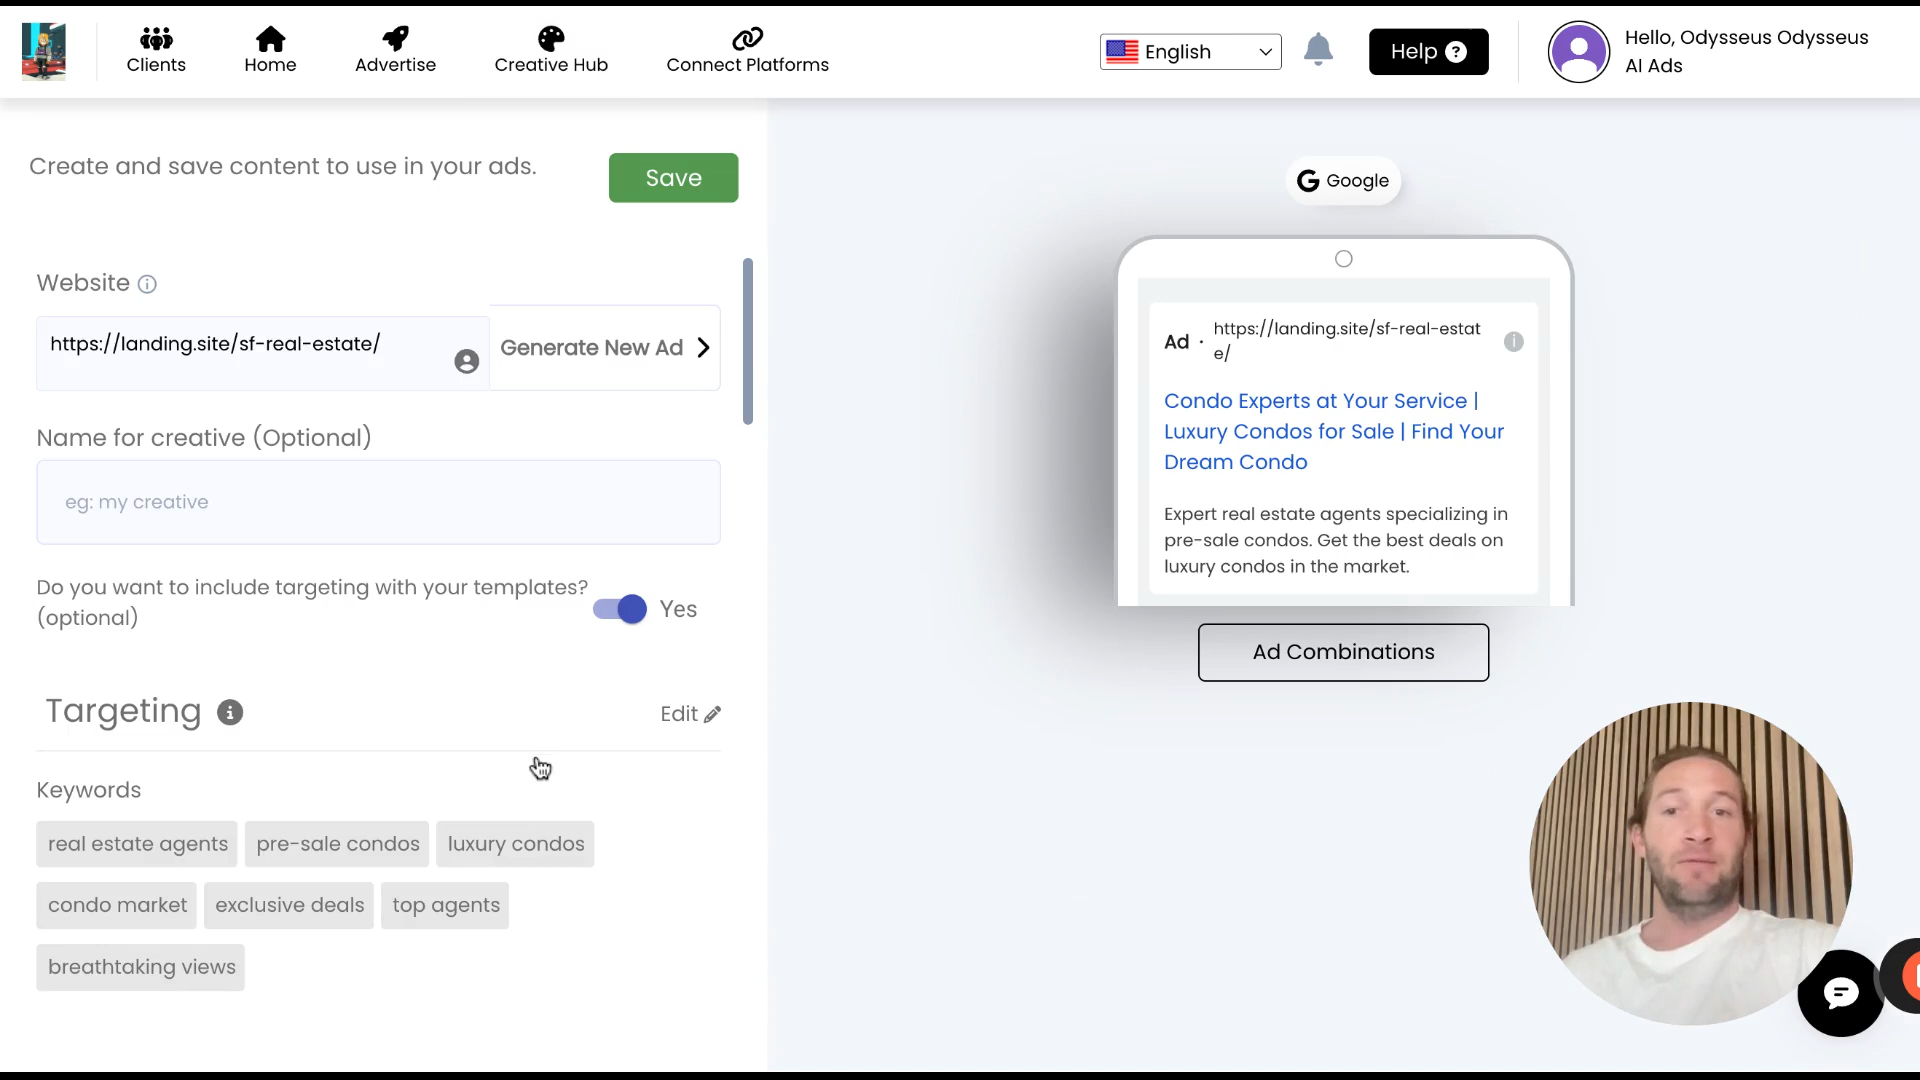 Clients
Home
Advertise
Creative Hub
Connect Platforms
English
Help ?
Hello, Odysseus Odysseus
AI Ads
Create and save content to use in your ads.
Save
Website
https://landing.site/sf-real-estate/
Generate New Ad
Name for creative (Optional)
eg: my creative
Do you want to include targeting with your templates?
(optional)
Yes
Targeting
Edit
Keywords
real estate agents
pre-sale condos
luxury condos
condo market
exclusive deals
top agents
breathtaking views
G Google
Ad · https://landing.site/sf-real-estat
e/
Condo Experts at Your Service |
Luxury Condos for Sale | Find Your
Dream Condo
Expert real estate agents specializing in
pre-sale condos. Get the best deals on
luxury condos in the market.
Ad Combinations